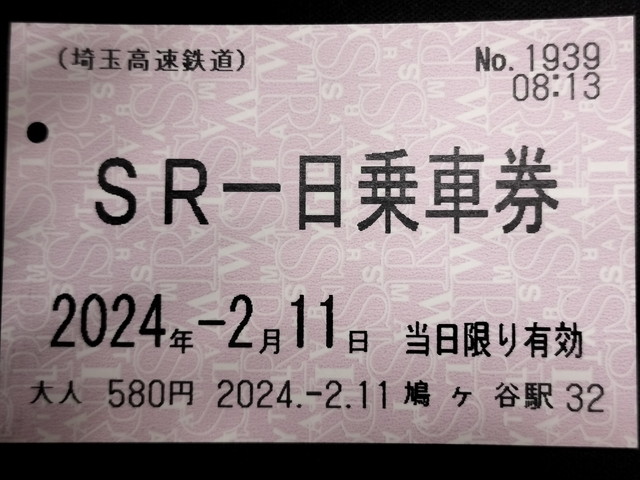 (埼玉高速鉄道)
No. 1939
08:13
SR一日乗車券
2024年-2月11日 当日限り有効
大人 580円 2024.-2.11 鳩ヶ谷駅 32